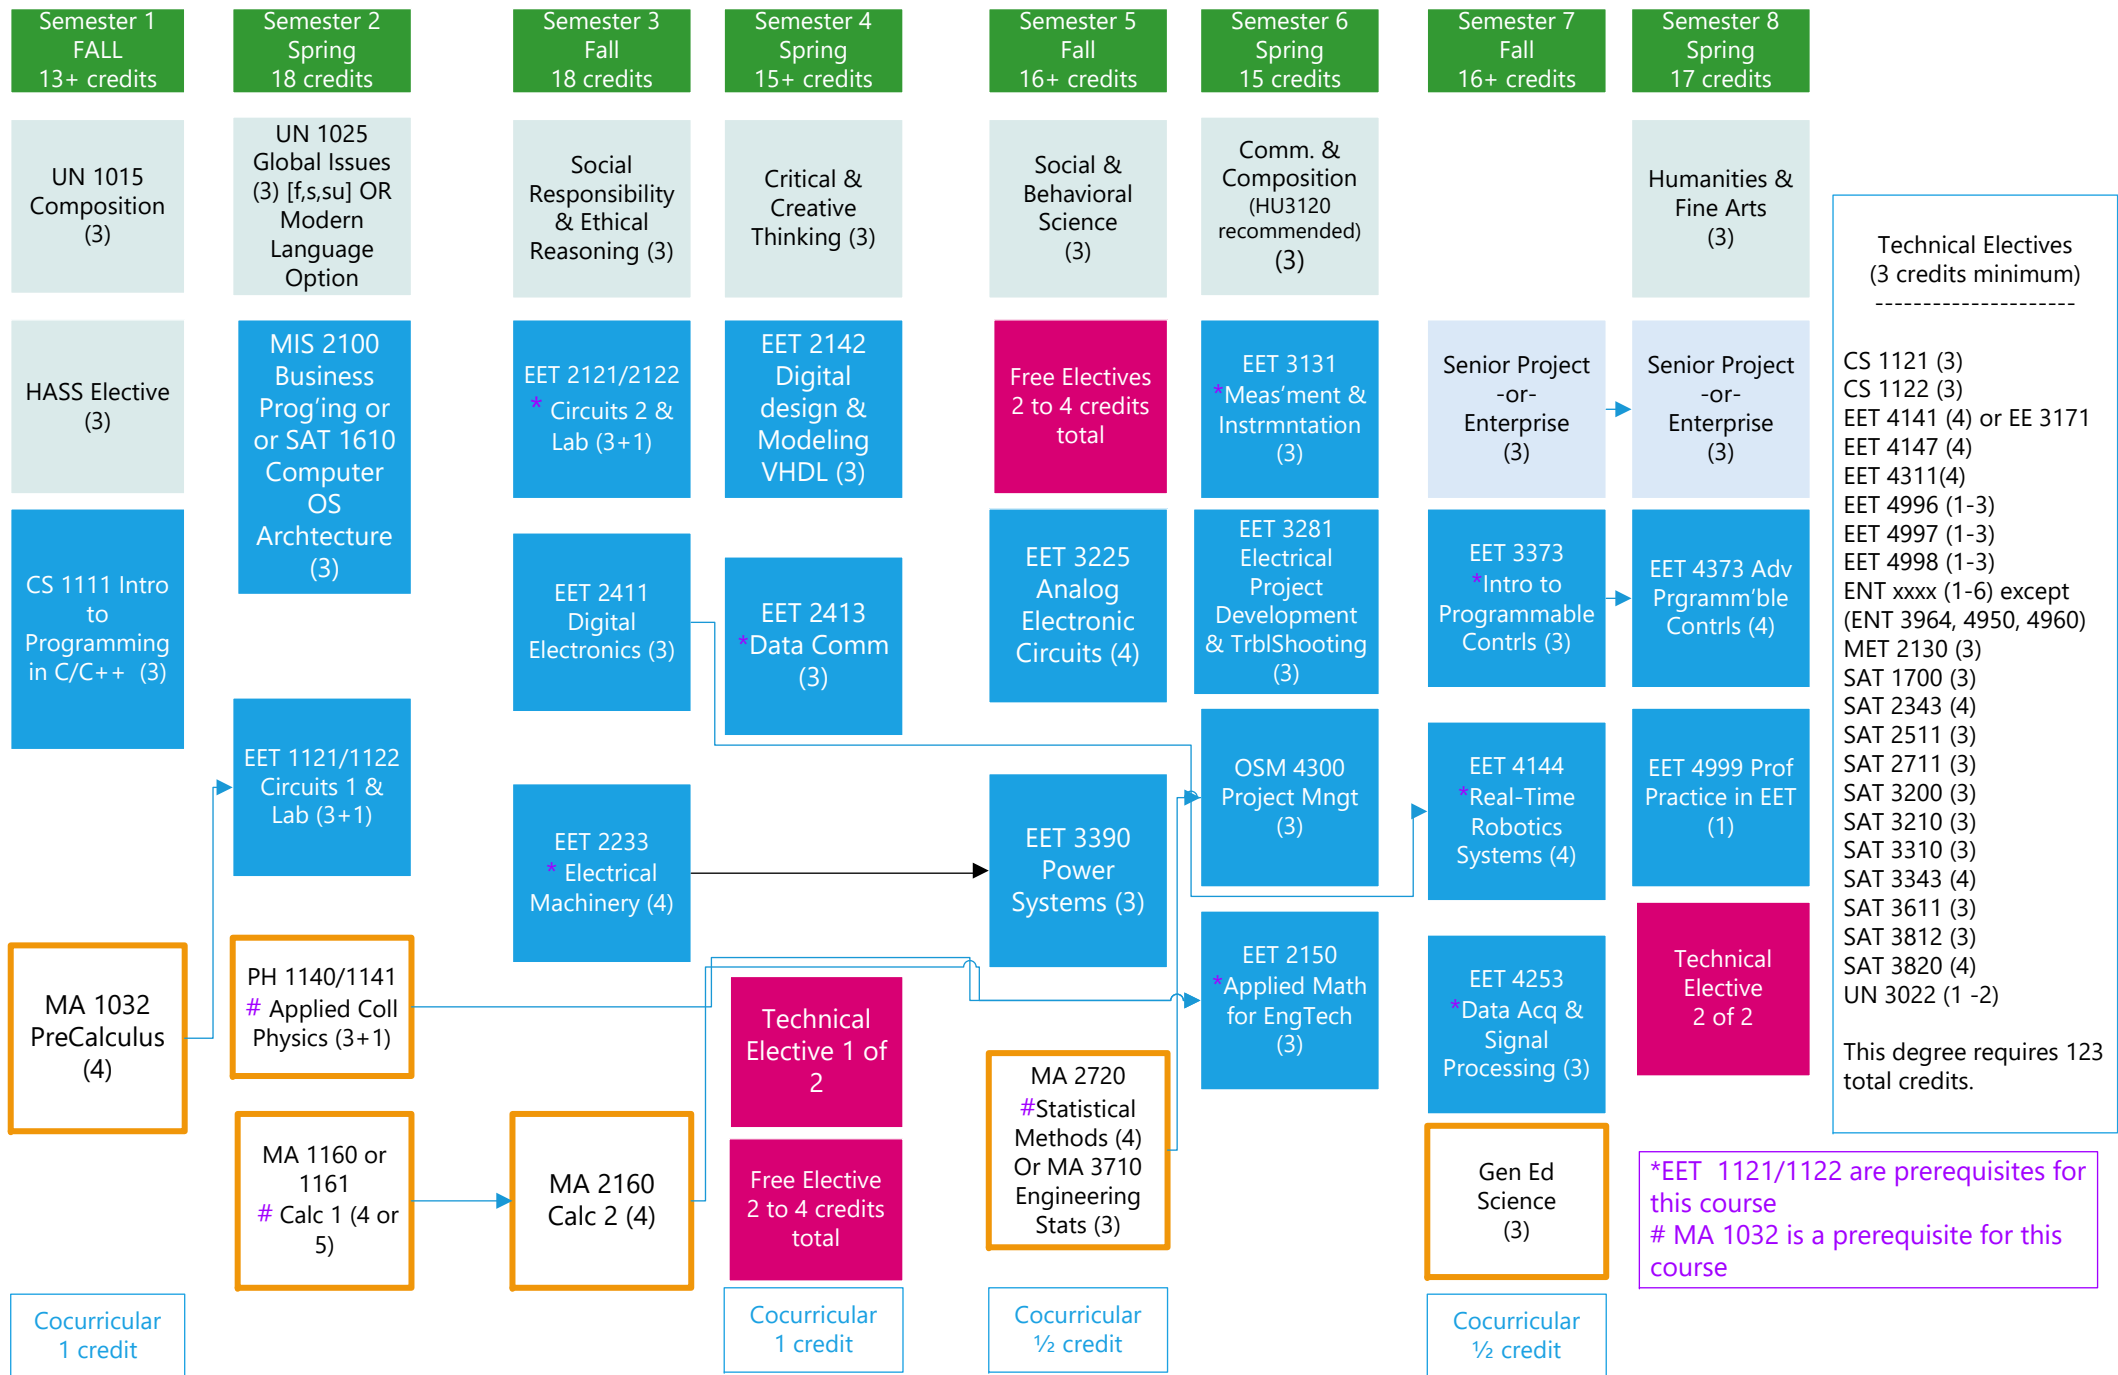 Semester 1
FALL
13+ credits
UN 1015
Composition
(3)
HASS Elective
(3)
CS 1111 Intro
to
Programming
in C/C++  (3)
MA 1032
PreCalculus
(4)
Cocurricular
1 credit
Semester 2
Spring
18 credits
UN 1025
Global Issues
(3) [f,s,su] OR
Modern
Language
Option
MIS 2100
Business
Prog'ing or
or SAT 1610
Computer
OS
Archtecture
(3)
EET 1121/1122
Circuits 1 &
Lab (3+1)
PH 1140/1141
# Applied Coll
Physics (3+1)
MA 1160 or
1161
# Calc 1 (4 or
5)
Semester 3
Fall
18 credits
Social
Responsibility
& Ethical
Reasoning (3)
EET 2121/2122
* Circuits 2 &
Lab (3+1)
EET 2411
Digital
Electronics (3)
EET 2233
* Electrical
Machinery (4)
MA 2160
Calc 2 (4)
Semester 4
Spring
15+ credits
Critical &
Creative
Thinking (3)
EET 2142
Digital
design &
Modeling
VHDL (3)
EET 2413
*Data Comm
(3)
Technical
Elective 1 of
2
Free Elective
2 to 4 credits
total
Cocurricular
1 credit
Semester 5
Fall
16+ credits
Social &
Behavioral
Science
(3)
Free Electives
2 to 4 credits
total
EET 3225
Analog
Electronic
Circuits (4)
EET 3390
Power
Systems (3)
MA 2720
#Statistical
Methods (4)
Or MA 3710
Engineering
Stats (3)
Cocurricular
½ credit
Semester 6
Spring
15 credits
Comm. &
Composition
(HU3120
recommended)
(3)
EET 3131
*Meas'ment &
Instrmntation
(3)
EET 3281
Electrical
Project
Development
& TrblShooting
(3)
OSM 4300
Project Mngt
(3)
EET 2150
*Applied Math
for EngTech
(3)
Semester 7
Fall
16+ credits
Senior Project
-or-
Enterprise
(3)
EET 3373
*Intro to
Programmable
Contrls (3)
EET 4144
*Real-Time
Robotics
Systems (4)
EET 4253
*Data Acq &
Signal
Processing (3)
Gen Ed
Science
(3)
Cocurricular
½ credit
Semester 8
Spring
17 credits
Humanities &
Fine Arts
(3)
Senior Project
-or-
Enterprise
(3)
EET 4373 Adv
Prgramm'ble
Contrls (4)
EET 4999 Prof
Practice in EET
(1)
Technical
Elective
2 of 2
Technical Electives
(3 credits minimum)
---------------------
CS 1121 (3)
CS 1122 (3)
EET 4141 (4) or EE 3171
EET 4147 (4)
EET 4311(4)
EET 4996 (1-3)
EET 4997 (1-3)
EET 4998 (1-3)
ENT xxxx (1-6) except
(ENT 3964, 4950, 4960)
MET 2130 (3)
SAT 1700 (3)
SAT 2343 (4)
SAT 2511 (3)
SAT 2711 (3)
SAT 3200 (3)
SAT 3210 (3)
SAT 3310 (3)
SAT 3343 (4)
SAT 3611 (3)
SAT 3812 (3)
SAT 3820 (4)
UN 3022 (1 -2)
This degree requires 123
total credits.
*EET  1121/1122 are prerequisites for
this course
# MA 1032 is a prerequisite for this
course